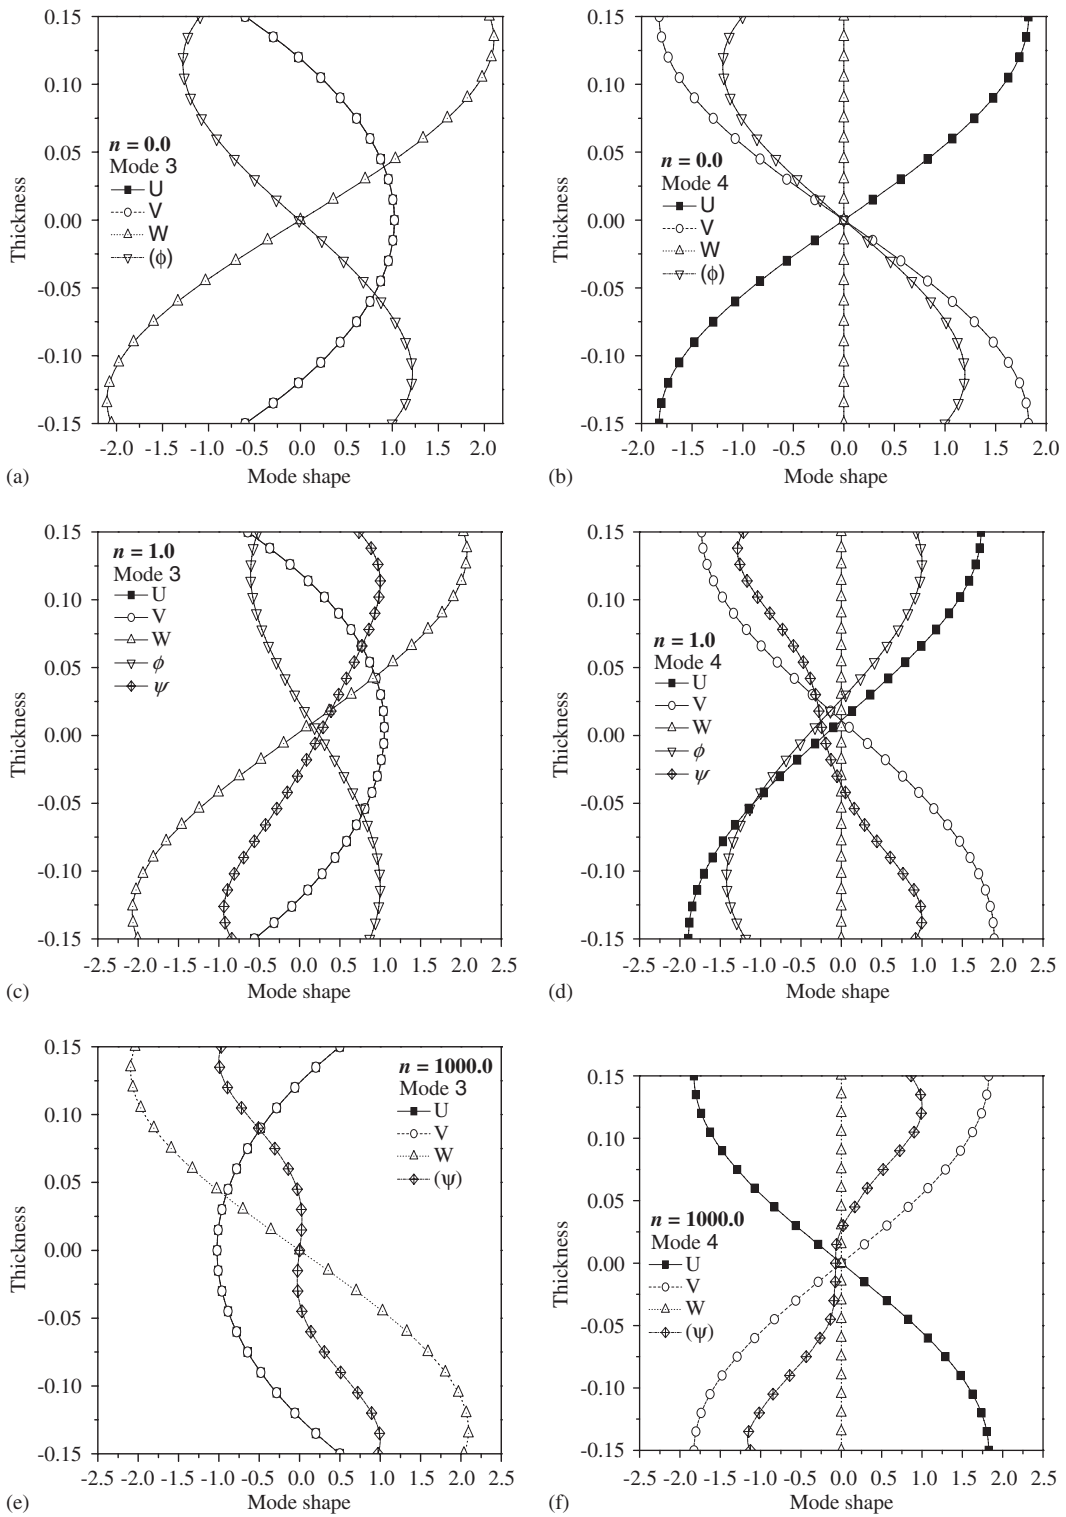 0.15
0.10
0.05
0.00
-0.05
-0.10
-0.15
Thickness
n = 0.0
Mode 3
U
V
W
(ϕ)
-2.0 -1.5 -1.0 -0.5 0.0 0.5 1.0 1.5 2.0
Mode shape
(a)
0.15
0.10
0.05
0.00
-0.05
-0.10
-0.15
Thickness
n = 0.0
Mode 4
U
V
W
(ϕ)
-2.0 -1.5 -1.0 -0.5 0.0 0.5 1.0 1.5 2.0
Mode shape
(b)
0.15
0.10
0.05
0.00
-0.05
-0.10
-0.15
Thickness
n = 1.0
Mode 3
U
V
W
ϕ
ψ
-2.5 -2.0 -1.5 -1.0 -0.5 0.0 0.5 1.0 1.5 2.0 2.5
Mode shape
(c)
0.15
0.10
0.05
0.00
-0.05
-0.10
-0.15
Thickness
n = 1.0
Mode 4
U
V
W
ϕ
ψ
-2.5 -2.0 -1.5 -1.0 -0.5 0.0 0.5 1.0 1.5 2.0 2.5
Mode shape
(d)
0.15
0.10
0.05
0.00
-0.05
-0.10
-0.15
Thickness
n = 1000.0
Mode 3
U
V
W
(ψ)
-2.5 -2.0 -1.5 -1.0 -0.5 0.0 0.5 1.0 1.5 2.0 2.5
Mode shape
(e)
0.15
0.10
0.05
0.00
-0.05
-0.10
-0.15
Thickness
n = 1000.0
Mode 4
U
V
W
(ψ)
-2.5 -2.0 -1.5 -1.0 -0.5 0.0 0.5 1.0 1.5 2.0 2.5
Mode shape
(f)